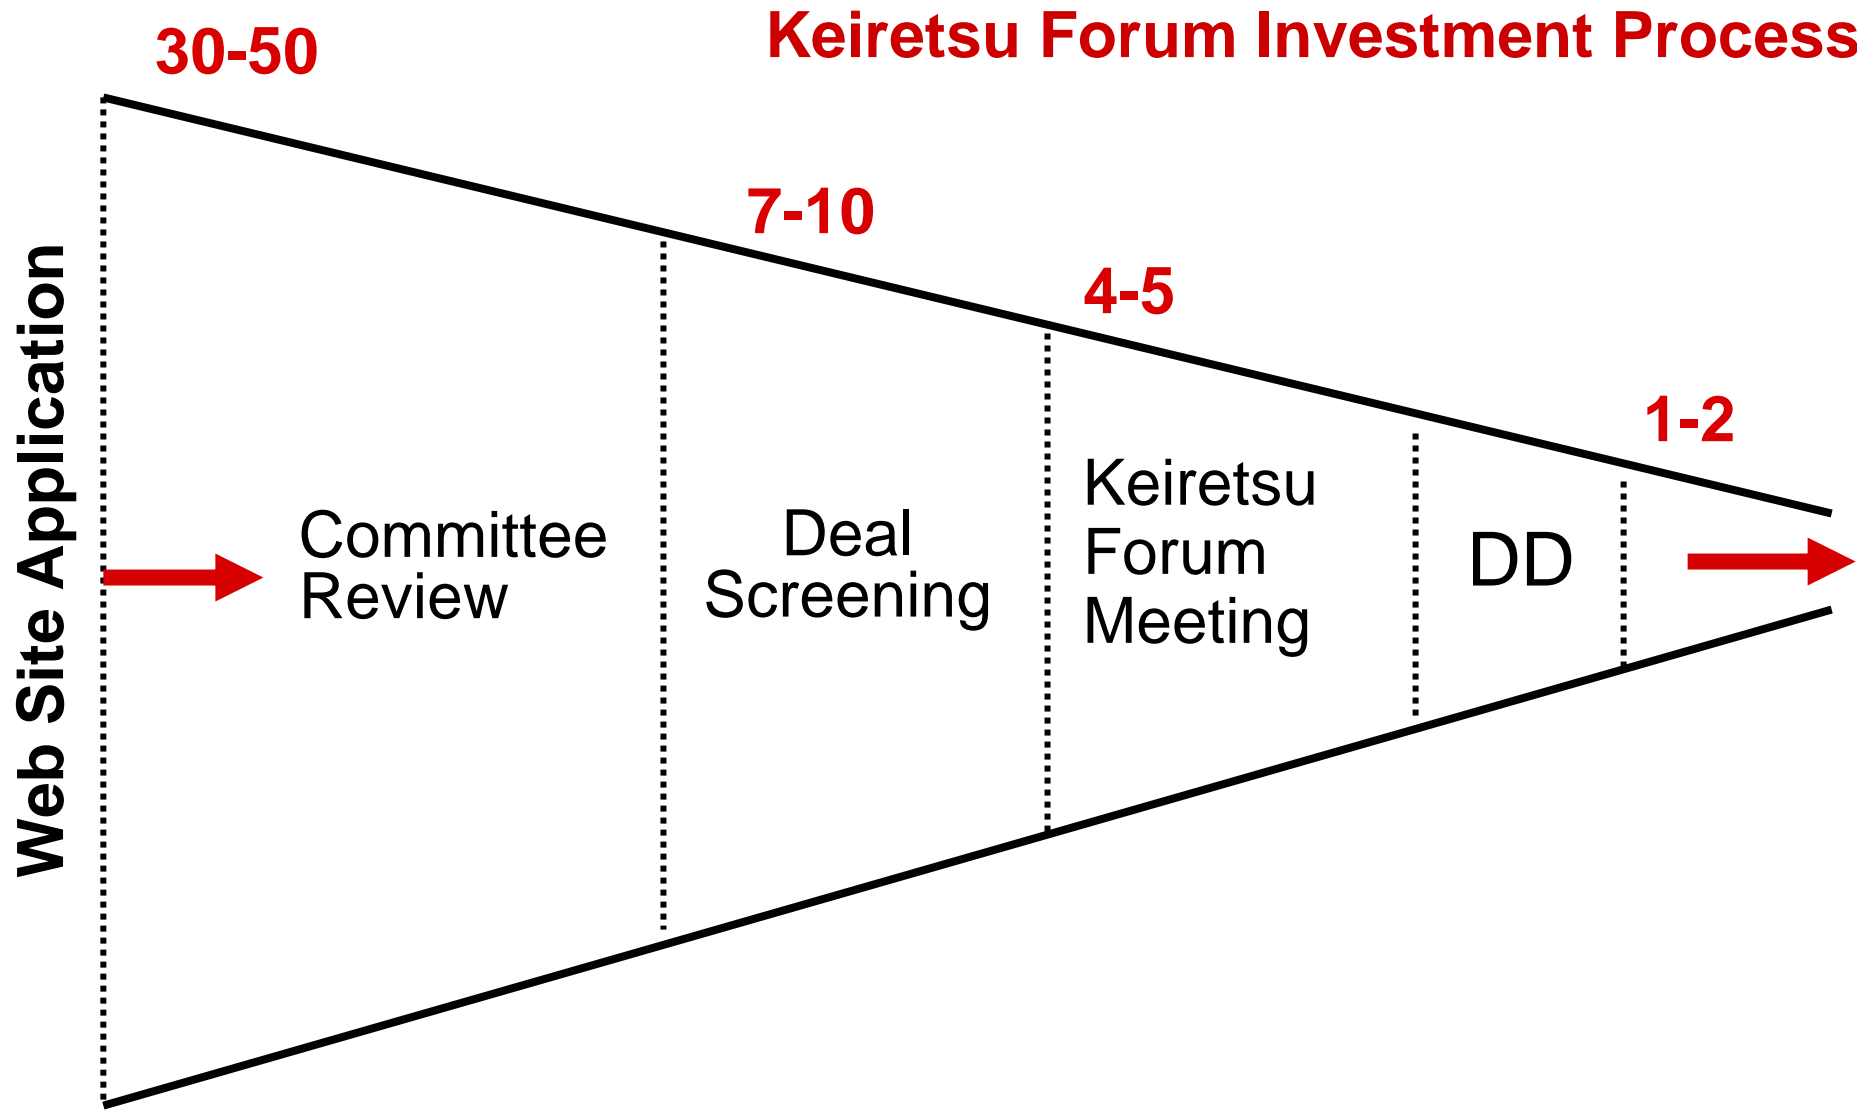 Keiretsu Forum Investment Process
30-50
7-10
4-5
1-2
Web Site Application
Committee
Review
Deal
Screening
Keiretsu
Forum
Meeting
DD